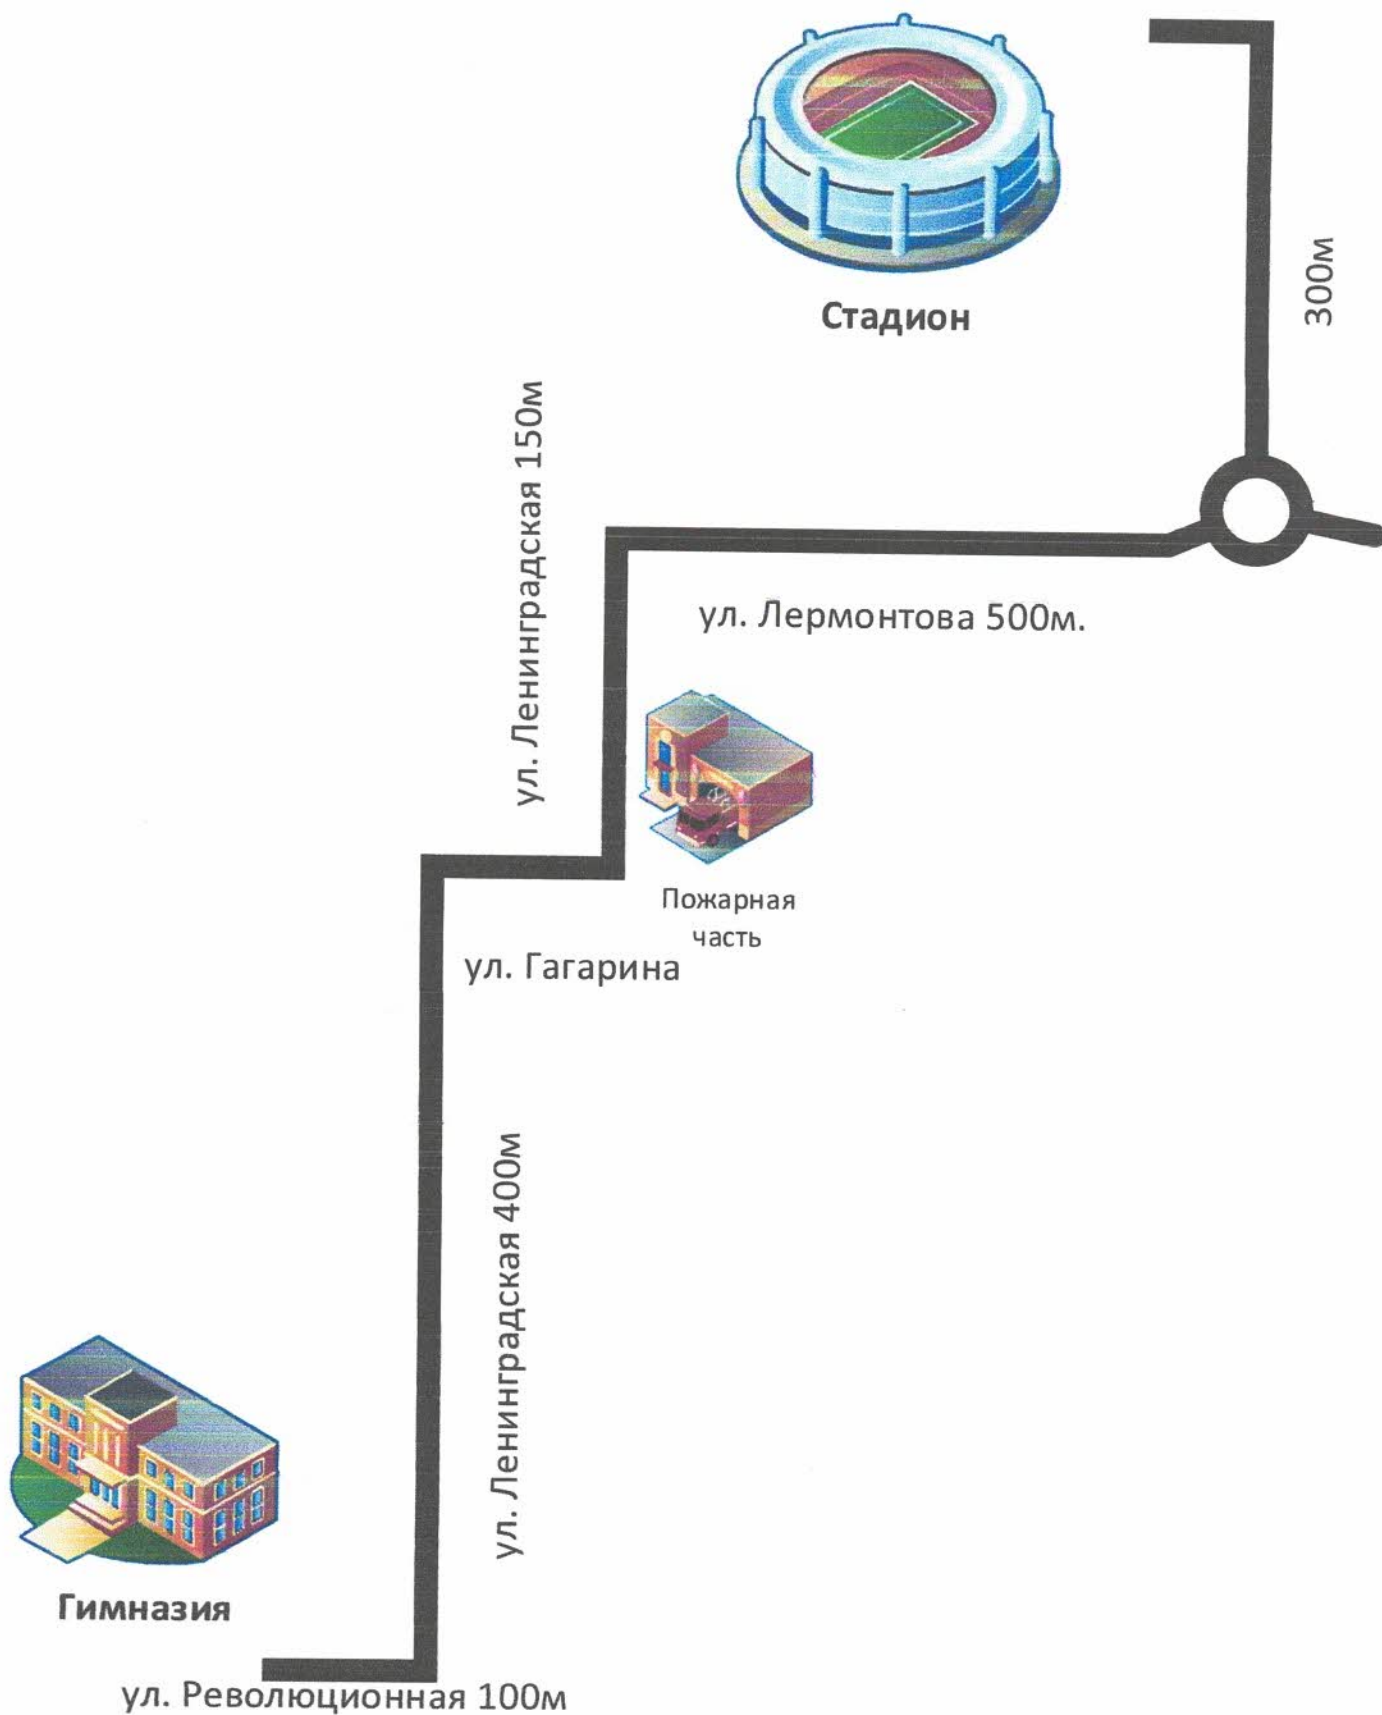 300м
Стадион
ул. Ленинградская 150м
ул. Лермонтова 500м.
Пожарная
часть
ул. Гагарина
ул. Ленинградская 400м
Гимназия
ул. Революционная 100м